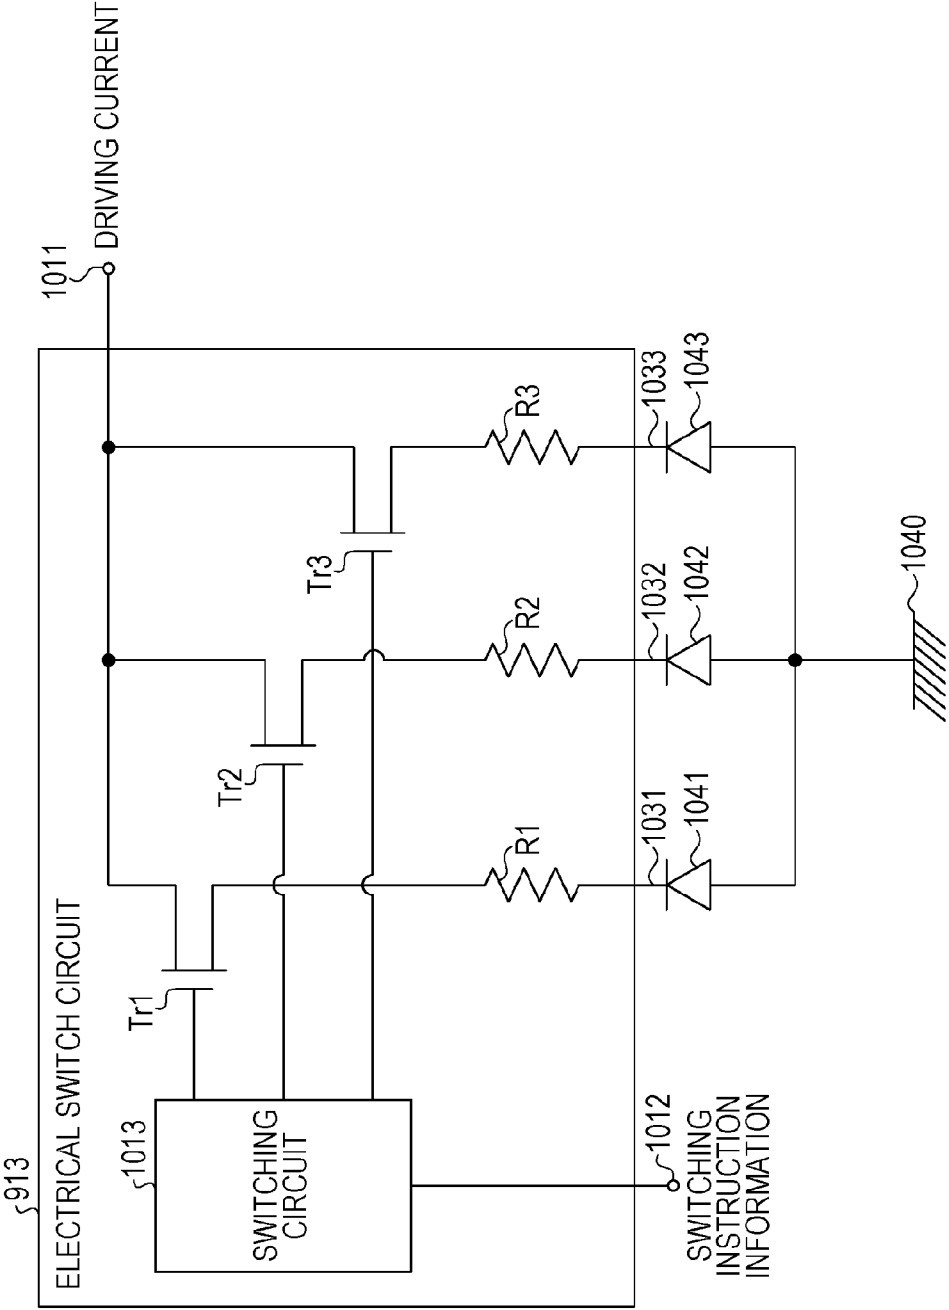 913
ELECTRICAL SWITCH CIRCUIT
1011
DRIVING CURRENT
1013
SWITCHING
CIRCUIT
Tr1
Tr2
Tr3
R1
R2
R3
1031
1032
1033
1041
1042
1043
1012
SWITCHING
INSTRUCTION
INFORMATION
1040